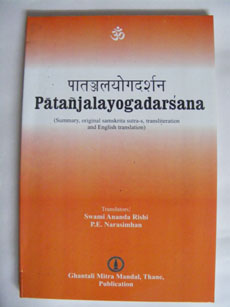 ॐ
पातञ्जलयोगदर्शन
Pātañjalayogadarśana
(Summary, original samskrita sutra-s, transliteration
and English translation)
Translators:
Swami Ananda Rishi
P.E. Narasimhan
Ghantali Mitra Mandal, Thane,
Publication